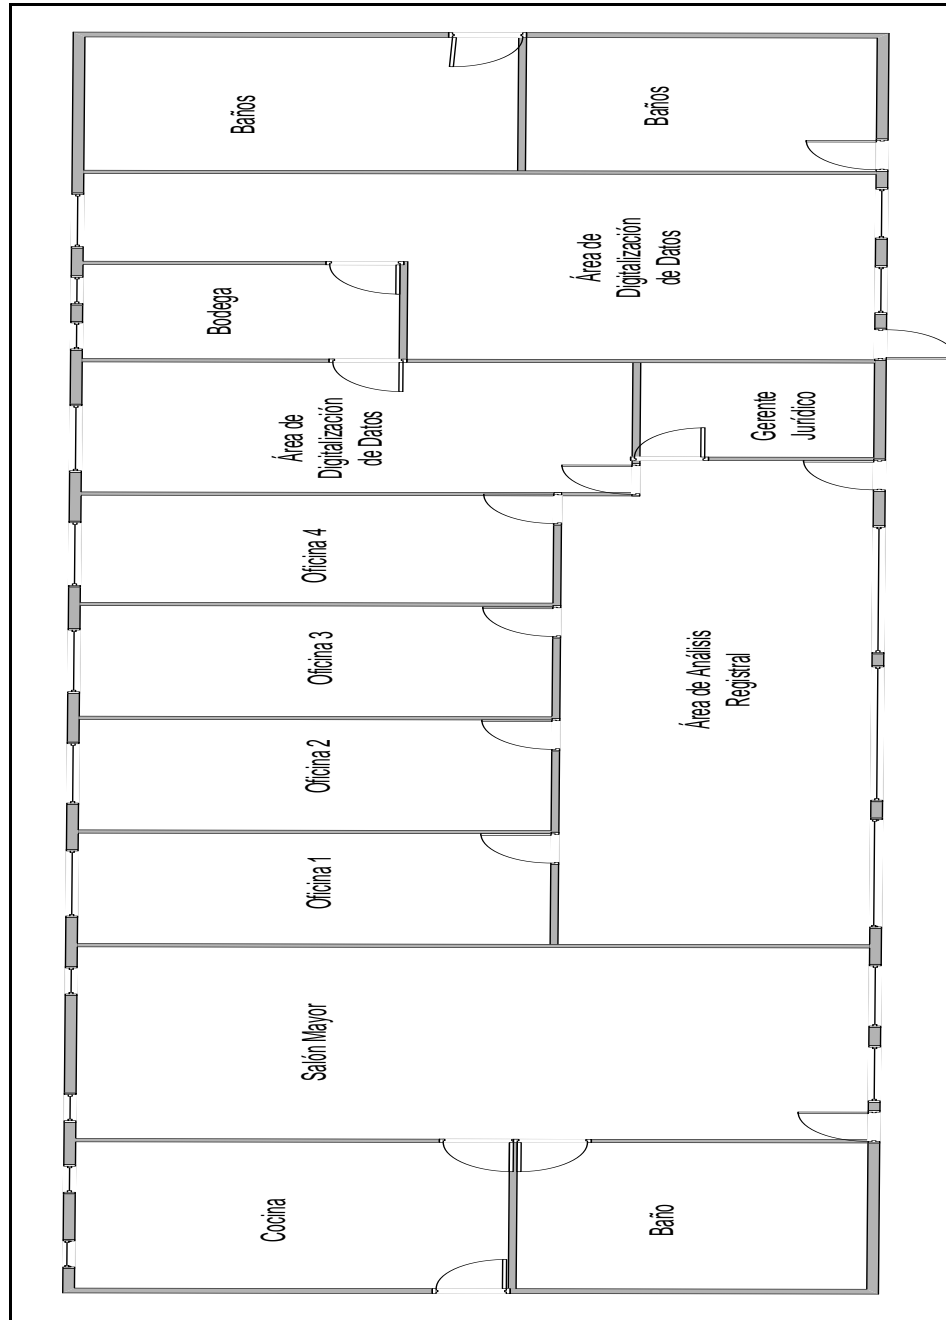 Baños
Baños
Área de
Digitalización
de Datos
Bodega
Área de
Digitalización
de Datos
Gerente
Jurídico
Oficina 4
Oficina 3
Oficina 2
Oficina 1
Área de Análisis
Registral
Salón Mayor
Cocina
Baño